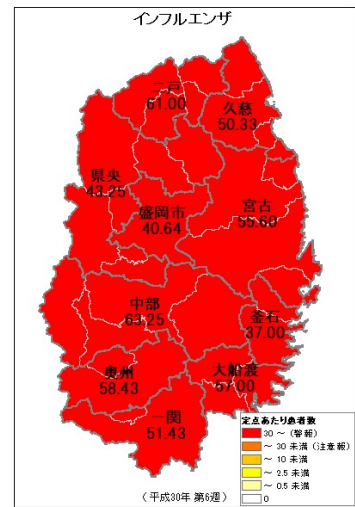 インフルエンザ
二戸
61.00
久慈
50.33
県央
43.25
盛岡市
40.64
宮古
55.60
中部
63.25
釜石
37.00
奥州
58.43
大船渡
57.00
一関
51.43
定点あたり患者数
30 ～ (警報)
～ 30 未満 (注意報)
～ 10 未満
～ 2.5 未満
～ 0.5 未満
0
(平成30年 第6週)